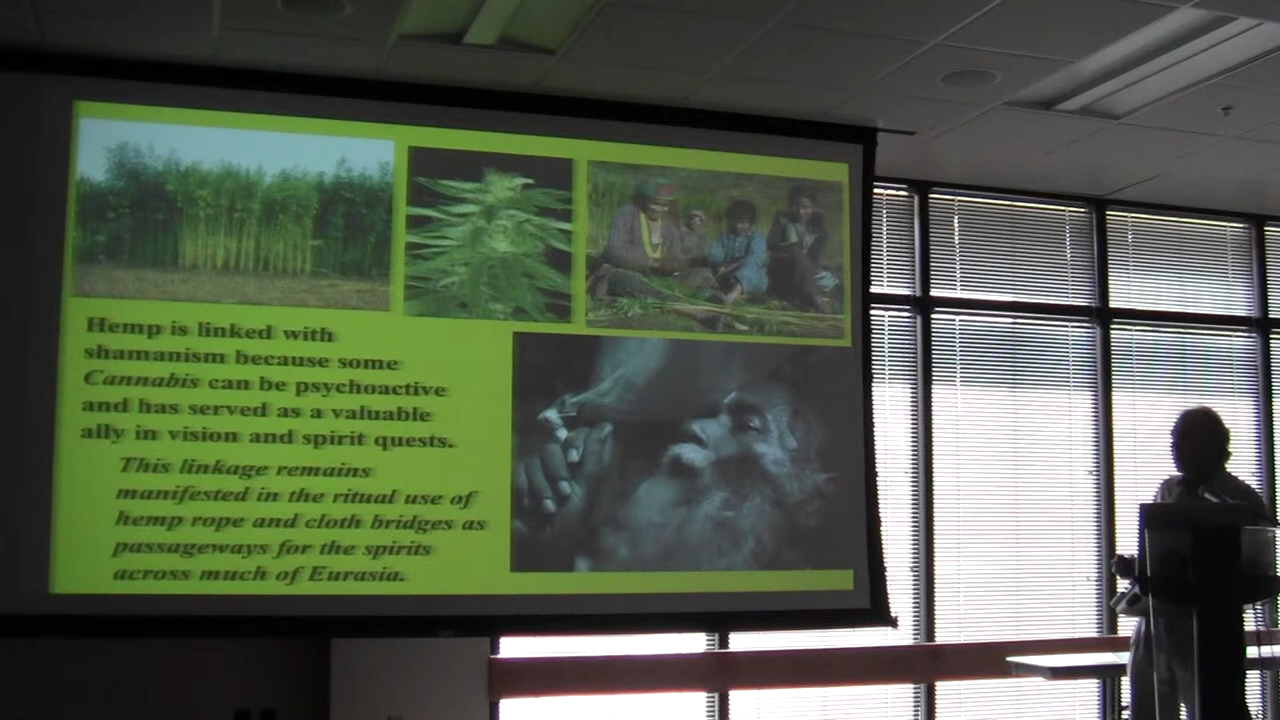 Hemp is linked with
shamanism because some
Cannabis can be psychoactive
and has served as a valuable
ally in vision and spirit quests.
This linkage remains
manifested in the ritual use of
hemp rope and cloth bridges as
passageways for the spirits
across much of Eurasia.